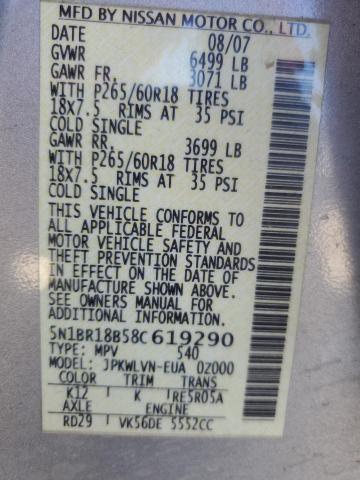 MFD BY NISSAN MOTOR CO., LTD.
DATE 08/07
GVWR 6499 LB
GAWR FR. 3071 LB
WITH P265/60R18 TIRES
18X7.5 RIMS AT 35 PSI
COLD SINGLE
GAWR RR. 3699 LB
WITH P265/60R18 TIRES
18X7.5 RIMS AT 35 PSI
COLD SINGLE
THIS VEHICLE CONFORMS TO
ALL APPLICABLE FEDERAL
MOTOR VEHICLE SAFETY AND
THEFT PREVENTION STANDARDS
IN EFFECT ON THE DATE OF
MANUFACTURE SHOWN ABOVE.
SEE OWNERS MANUAL FOR
ADDITIONAL INFORMATION.
5N1BR18B58C619290
TYPE: MPV 540
MODEL: JPKWLVN-EUA 0Z000
COLOR TRIM TRANS
K12 K RE5R05A
AXLE ENGINE
RD29 VK56DE 5552CC